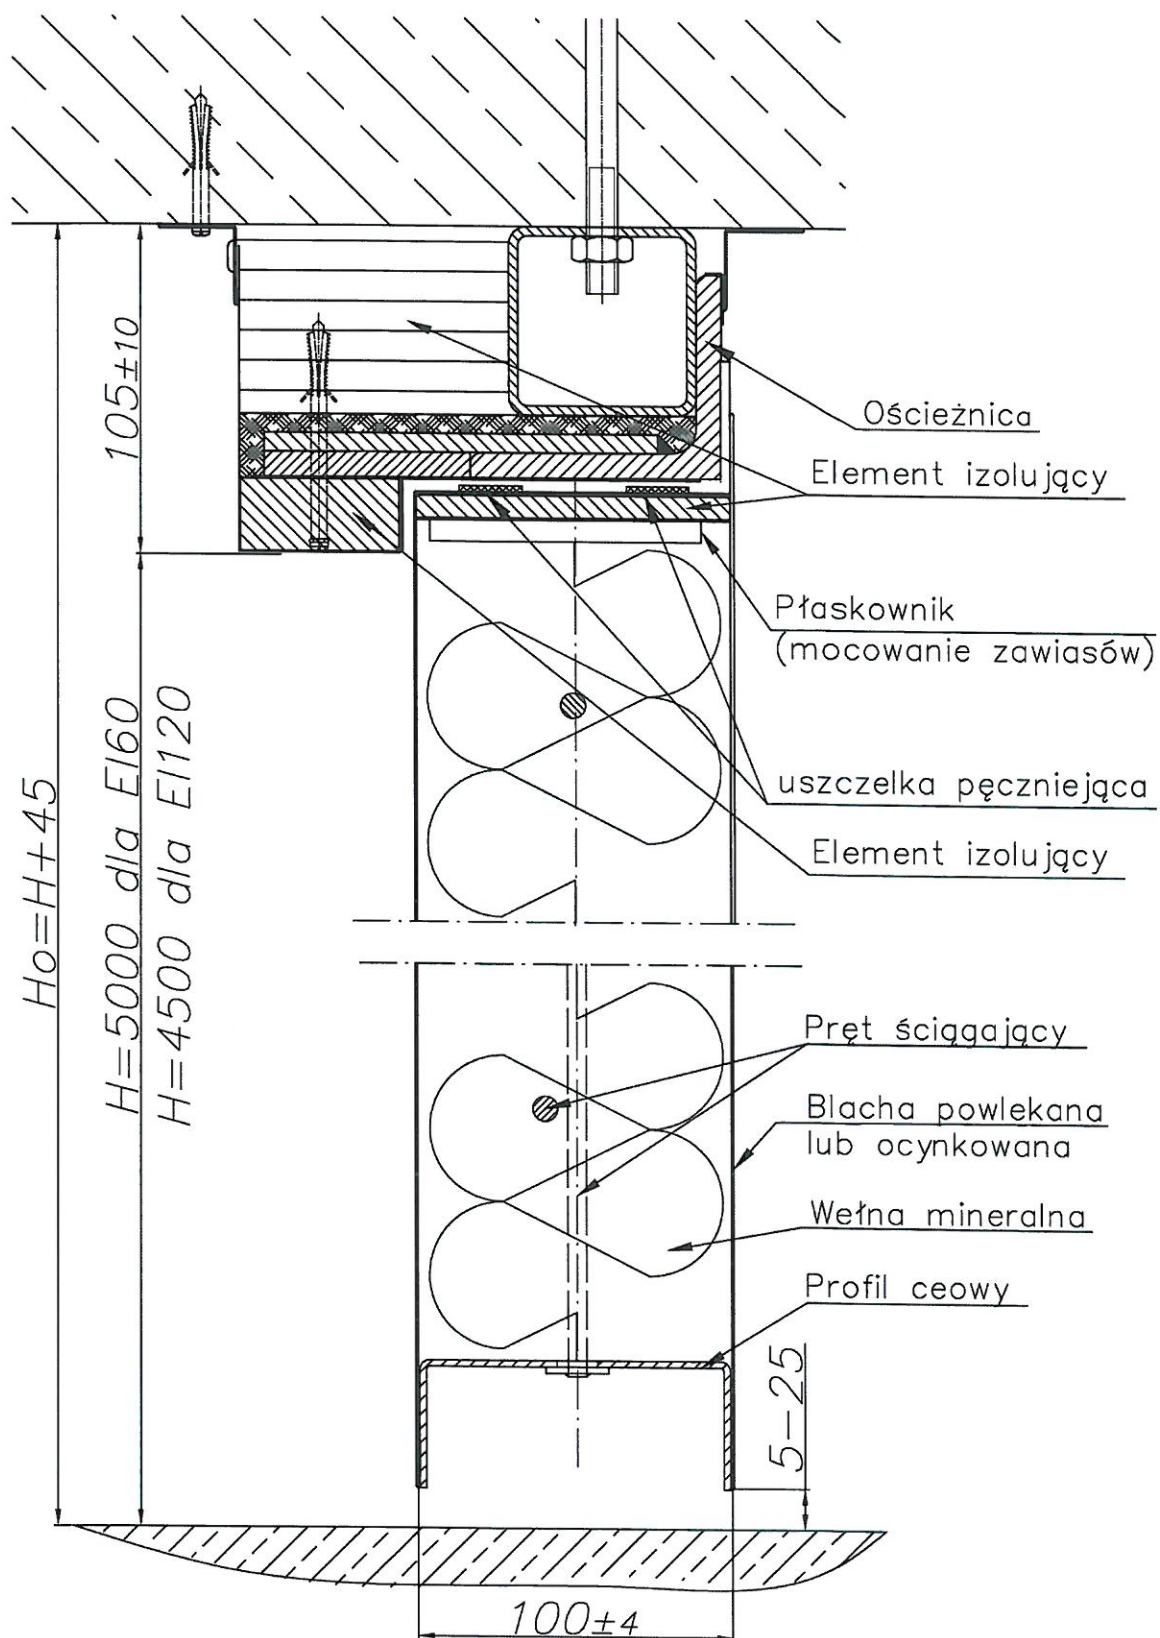 105±10
Ho=H+45
H=5000 dla EI60
H=4500 dla EI120
Ościeżnica
Element izolujący
Płaskownik
(mocowanie zawiasów)
uszczelka pęczniejąca
Element izolujący
Pręt ściągający
Blacha powlekana
lub ocynkowana
Wełna mineralna
Profil ceowy
5-25
100±4